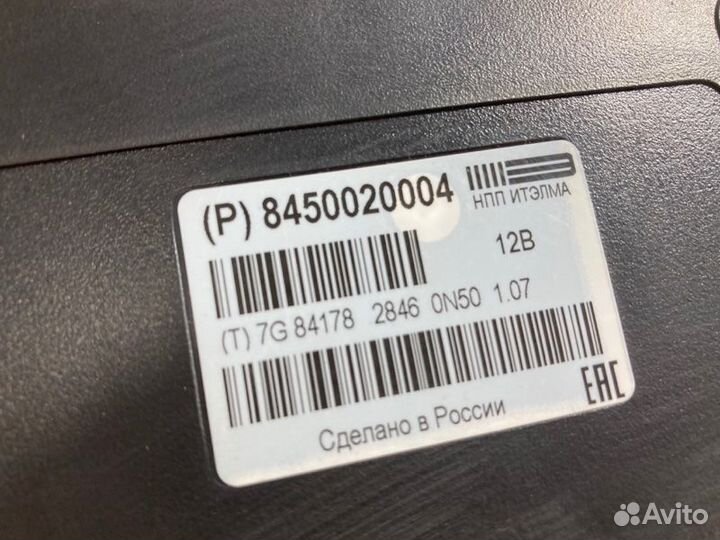 (P) 8450020004
НПП ИТЭЛМА
12В
(T) 7G 84178 2846 0N50 1.07
EAC
Сделано в России
Avito